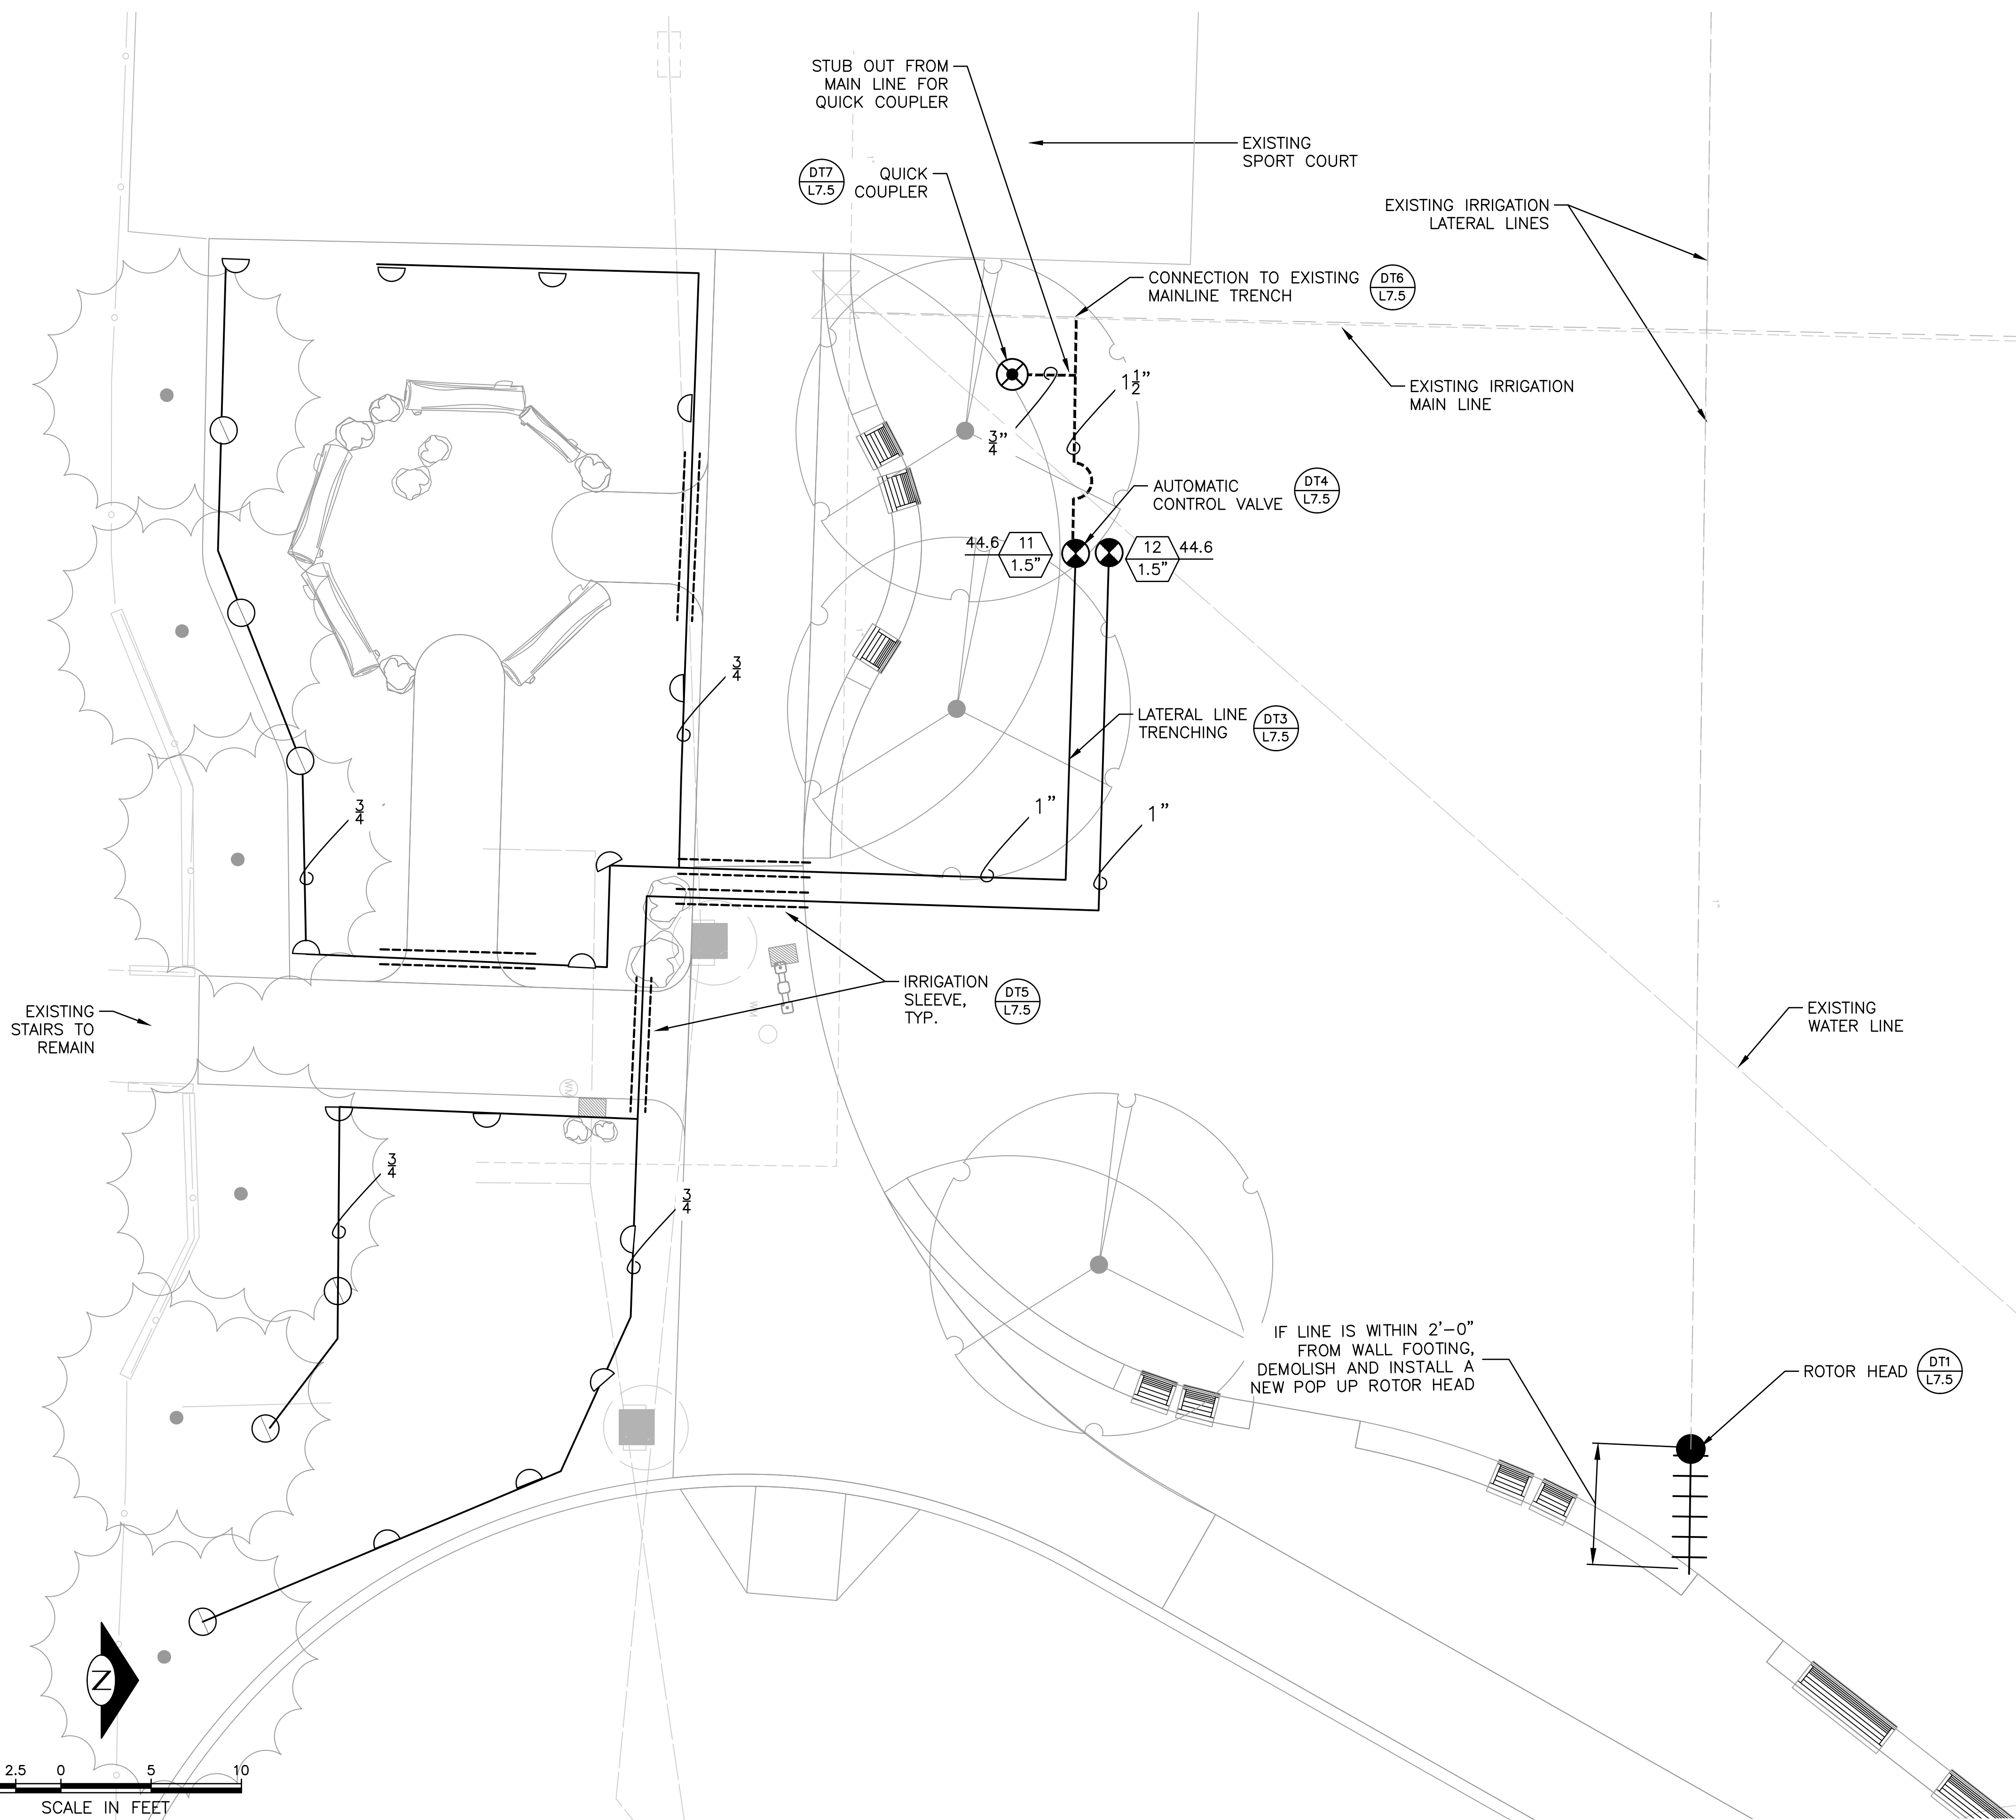 STUB OUT FROM
MAIN LINE FOR
QUICK COUPLER
EXISTING
SPORT COURT
DT7
L7.5
QUICK
COUPLER
EXISTING IRRIGATION
LATERAL LINES
CONNECTION TO EXISTING
MAINLINE TRENCH
DT6
L7.5
EXISTING IRRIGATION
MAIN LINE
1 1/2"
3/4"
AUTOMATIC
CONTROL VALVE
DT4
L7.5
44.6
11
1.5"
12
1.5"
44.6
3/4
LATERAL LINE
TRENCHING
DT3
L7.5
3/4
1"
1"
IRRIGATION
SLEEVE,
TYP.
DT5
L7.5
EXISTING
STAIRS TO
REMAIN
EXISTING
WATER LINE
WM
3/4
3/4
IF LINE IS WITHIN 2'-0"
FROM WALL FOOTING,
DEMOLISH AND INSTALL A
NEW POP UP ROTOR HEAD
ROTOR HEAD
DT1
L7.5
N
2.5 0 5 10
SCALE IN FEET